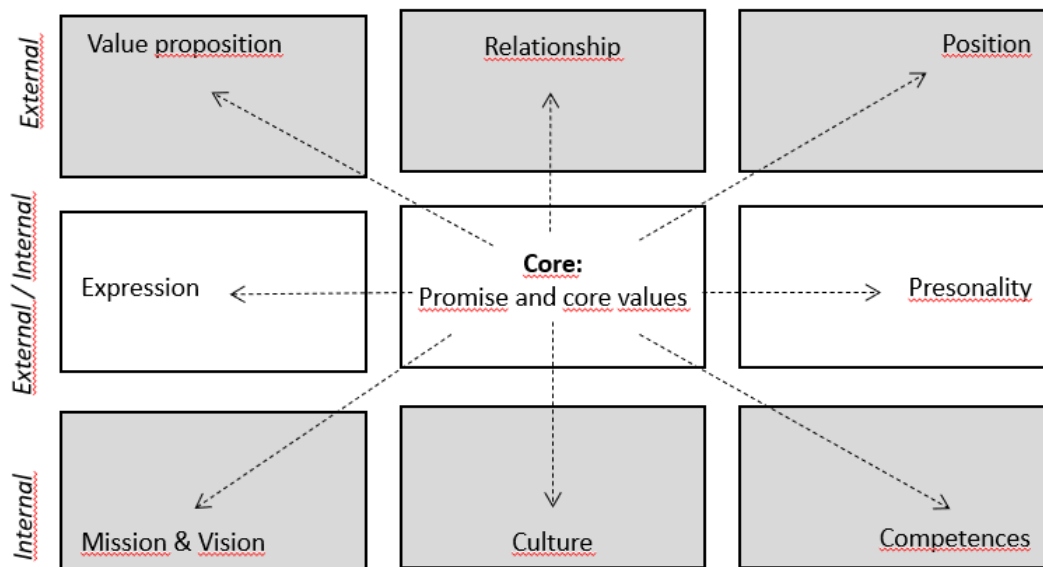 External
Value proposition
Relationship
Position
External / Internal
Expression
Core:
Promise and core values
Presonality
Internal
Mission & Vision
Culture
Competences